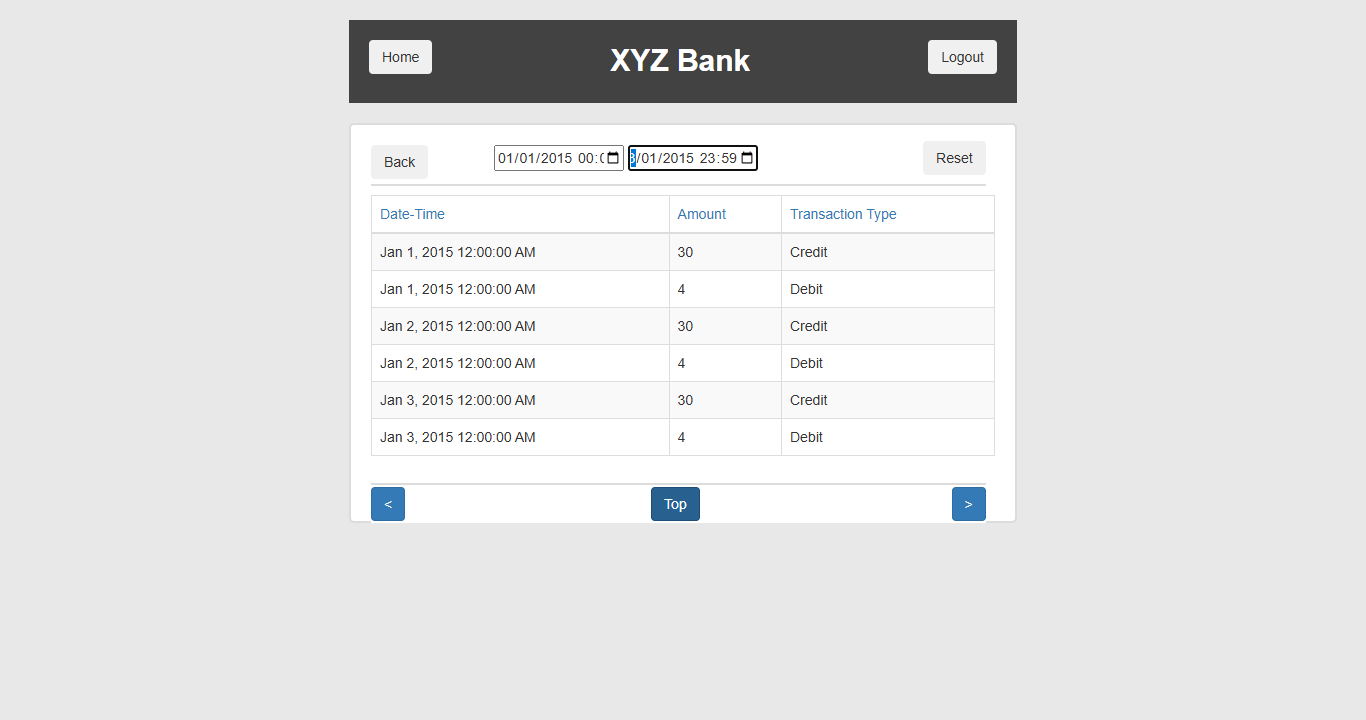 Home XYZ Bank Logout
Back 01/01/2015 00: /01/2015 23:59 Reset
Date-Time Amount Transaction Type
Jan 1, 2015 12:00:00 AM 30 Credit
Jan 1, 2015 12:00:00 AM 4 Debit
Jan 2, 2015 12:00:00 AM 30 Credit
Jan 2, 2015 12:00:00 AM 4 Debit
Jan 3, 2015 12:00:00 AM 30 Credit
Jan 3, 2015 12:00:00 AM 4 Debit
< Top >